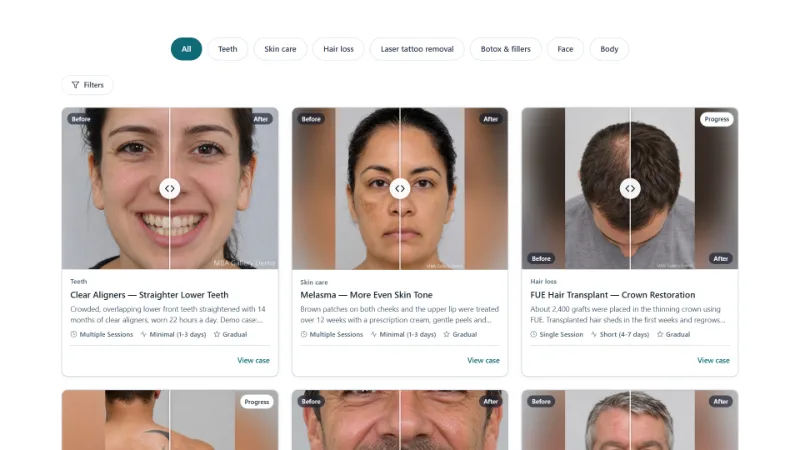 All
Teeth
Skin care
Hair loss
Laser tattoo removal
Botox & fillers
Face
Body
Filters
Before
After
MBA Gallery Demo
Teeth
Clear Aligners — Straighter Lower Teeth
Crowded, overlapping lower front teeth straightened with 14
months of clear aligners, worn 22 hours a day. Demo case:...
Multiple Sessions
Minimal (1-3 days)
Gradual
View case
Before
After
MBA Gallery Demo
Skin care
Melasma — More Even Skin Tone
Brown patches on both cheeks and the upper lip were treated
over 12 weeks with a prescription cream, gentle peels and...
Multiple Sessions
Minimal (1-3 days)
Gradual
View case
Progress
Before
After
Hair loss
FUE Hair Transplant — Crown Restoration
About 2,400 grafts were placed in the thinning crown using
FUE. Transplanted hair sheds in the first weeks and regrows...
Single Session
Short (4-7 days)
Gradual
View case
Progress
Before
After
Before
After